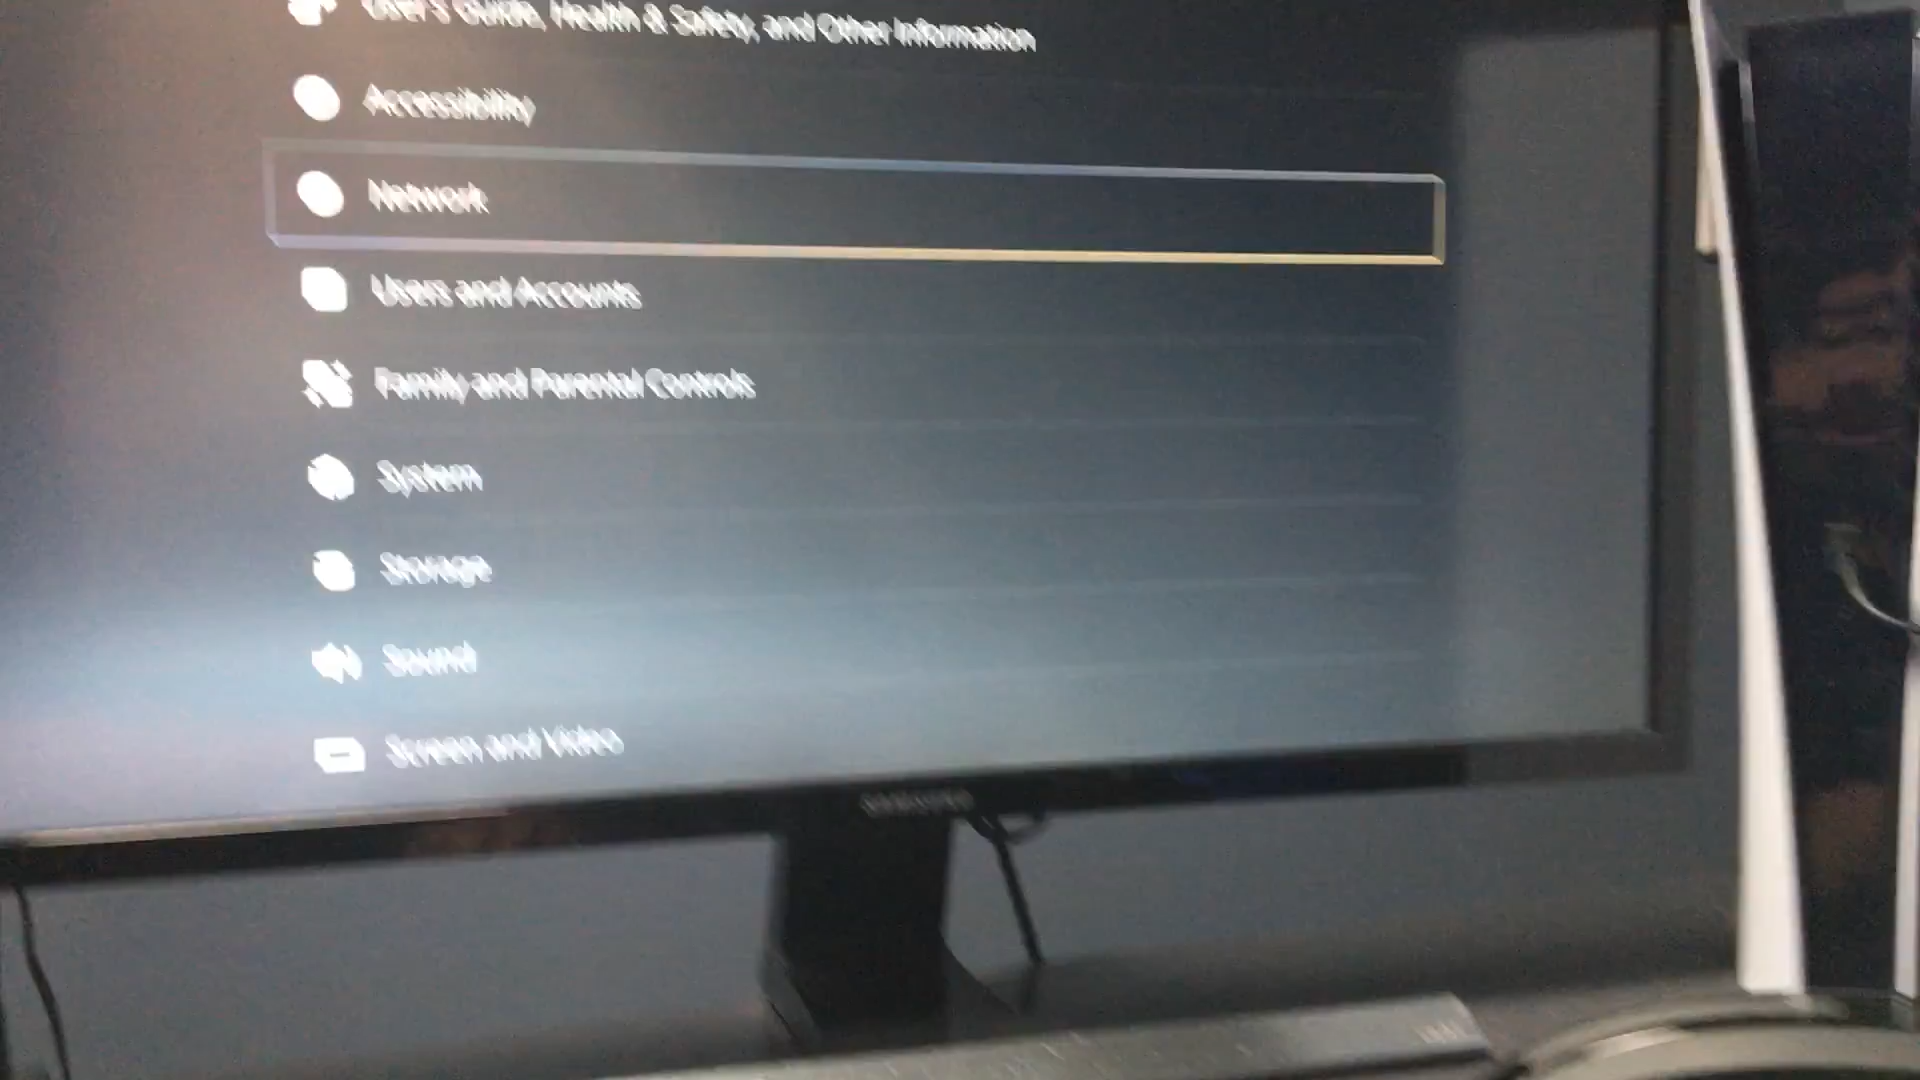 User's Guide, Health & Safety, and Other Information
Accessibility
Network
Users and Accounts
Family and Parental Controls
System
Storage
Sound
Screen and Video
SAMSUNG